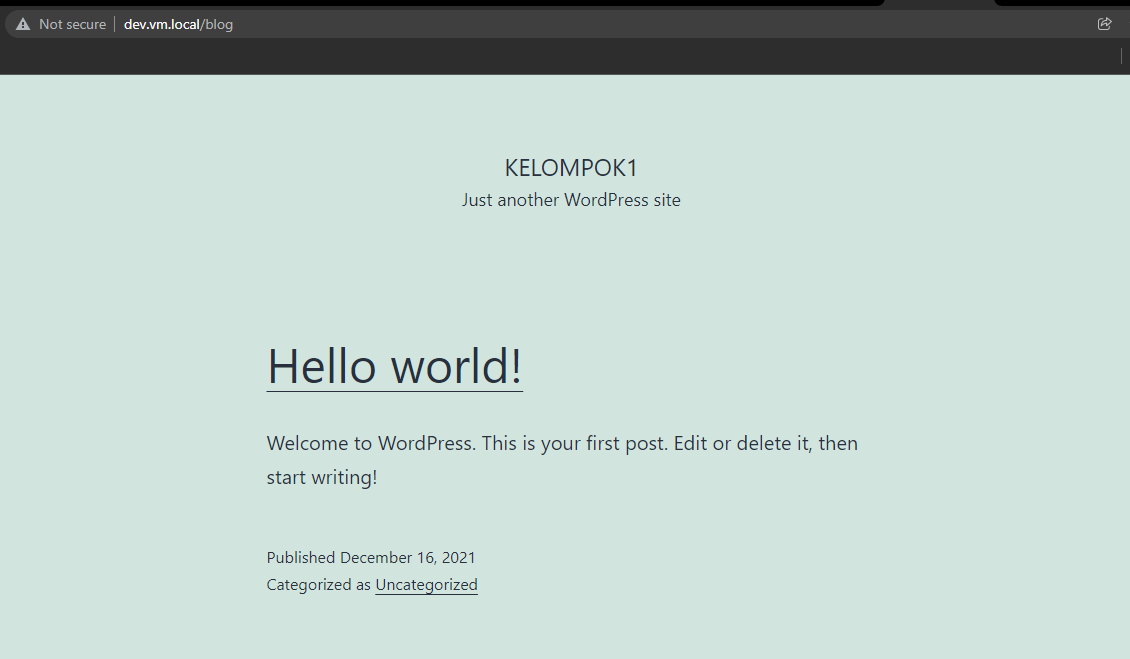 Not secure | dev.vm.local/blog
KELOMPOK1
Just another WordPress site
Hello world!
Welcome to WordPress. This is your first post. Edit or delete it, then
start writing!
Published December 16, 2021
Categorized as Uncategorized